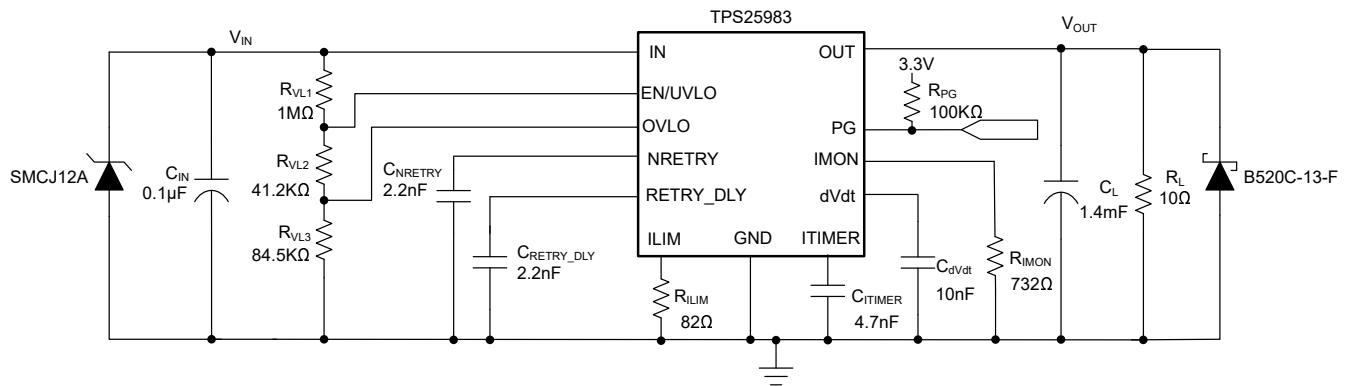 TPS25983
V_IN
V_OUT
IN
OUT
3.3V
R_VL1
1MΩ
EN/UVLO
R_PG
100KΩ
OVLO
PG
SMCJ12A
C_IN
0.1µF
R_VL2
41.2KΩ
C_NRETRY
2.2nF
NRETRY
IMON
C_L
1.4mF
R_L
10Ω
B520C-13-F
RETRY_DLY
dVdt
R_VL3
84.5KΩ
C_RETRY_DLY
2.2nF
ILIM
GND
ITIMER
R_ILIM
82Ω
C_ITIMER
4.7nF
C_dVdt
10nF
R_IMON
732Ω